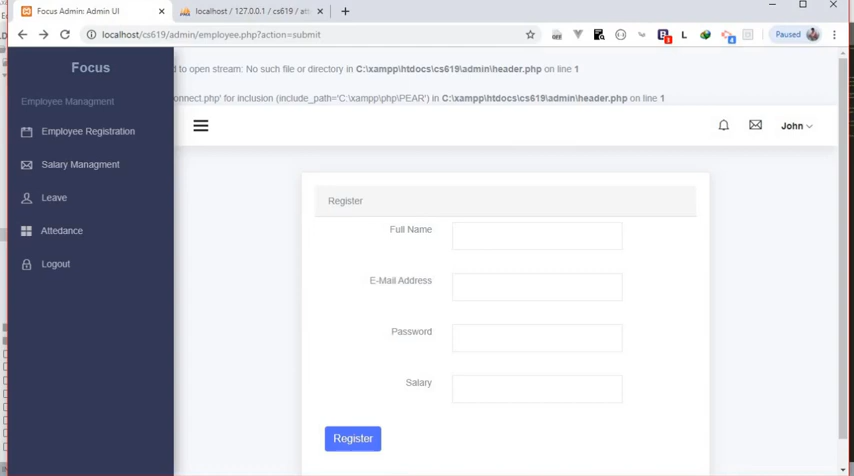 Focus Admin: Admin UI
localhost / 127.0.0.1 / cs619 / att
localhost/cs619/admin/employee.php?action=submit
Paused
Focus
d to open stream: No such file or directory in C:\xampp\htdocs\cs619\admin\header.php on line 1
Employee Managment
onnect.php' for inclusion (include_path='C:\xampp\php\PEAR') in C:\xampp\htdocs\cs619\admin\header.php on line 1
John
Employee Registration
Salary Managment
Leave
Attedance
Logout
Register
Full Name
E-Mail Address
Password
Salary
Register